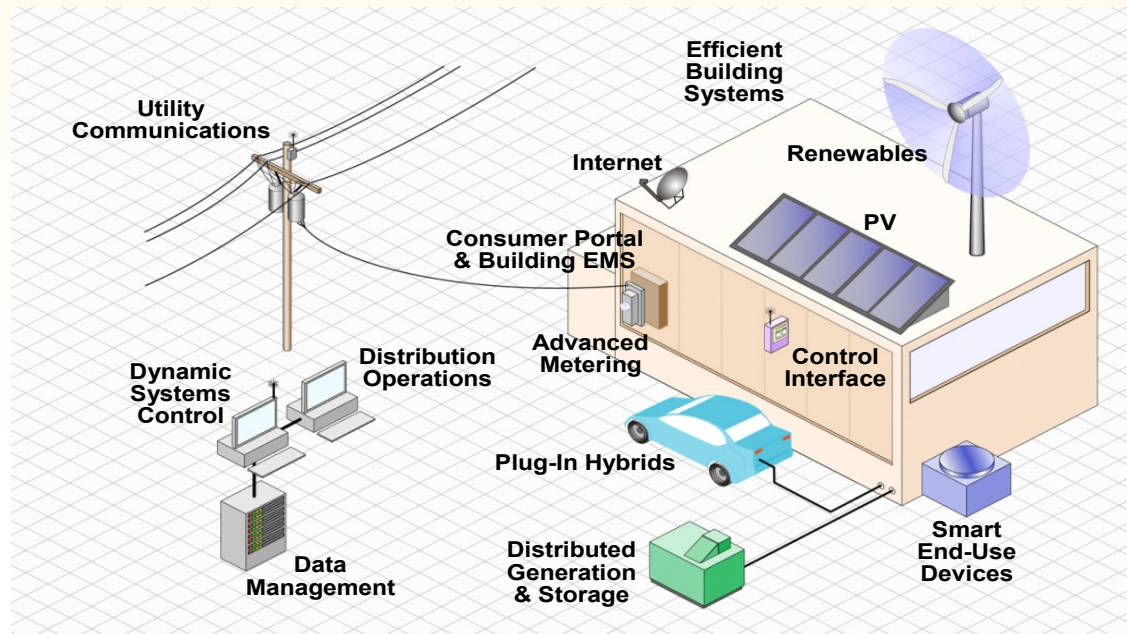 Efficient
Building
Systems
Utility
Communications
Internet
Renewables
PV
Consumer Portal
& Building EMS
Advanced
Metering
Control
Interface
Dynamic
Systems
Control
Distribution
Operations
Plug-In Hybrids
Data
Management
Distributed
Generation
& Storage
Smart
End-Use
Devices